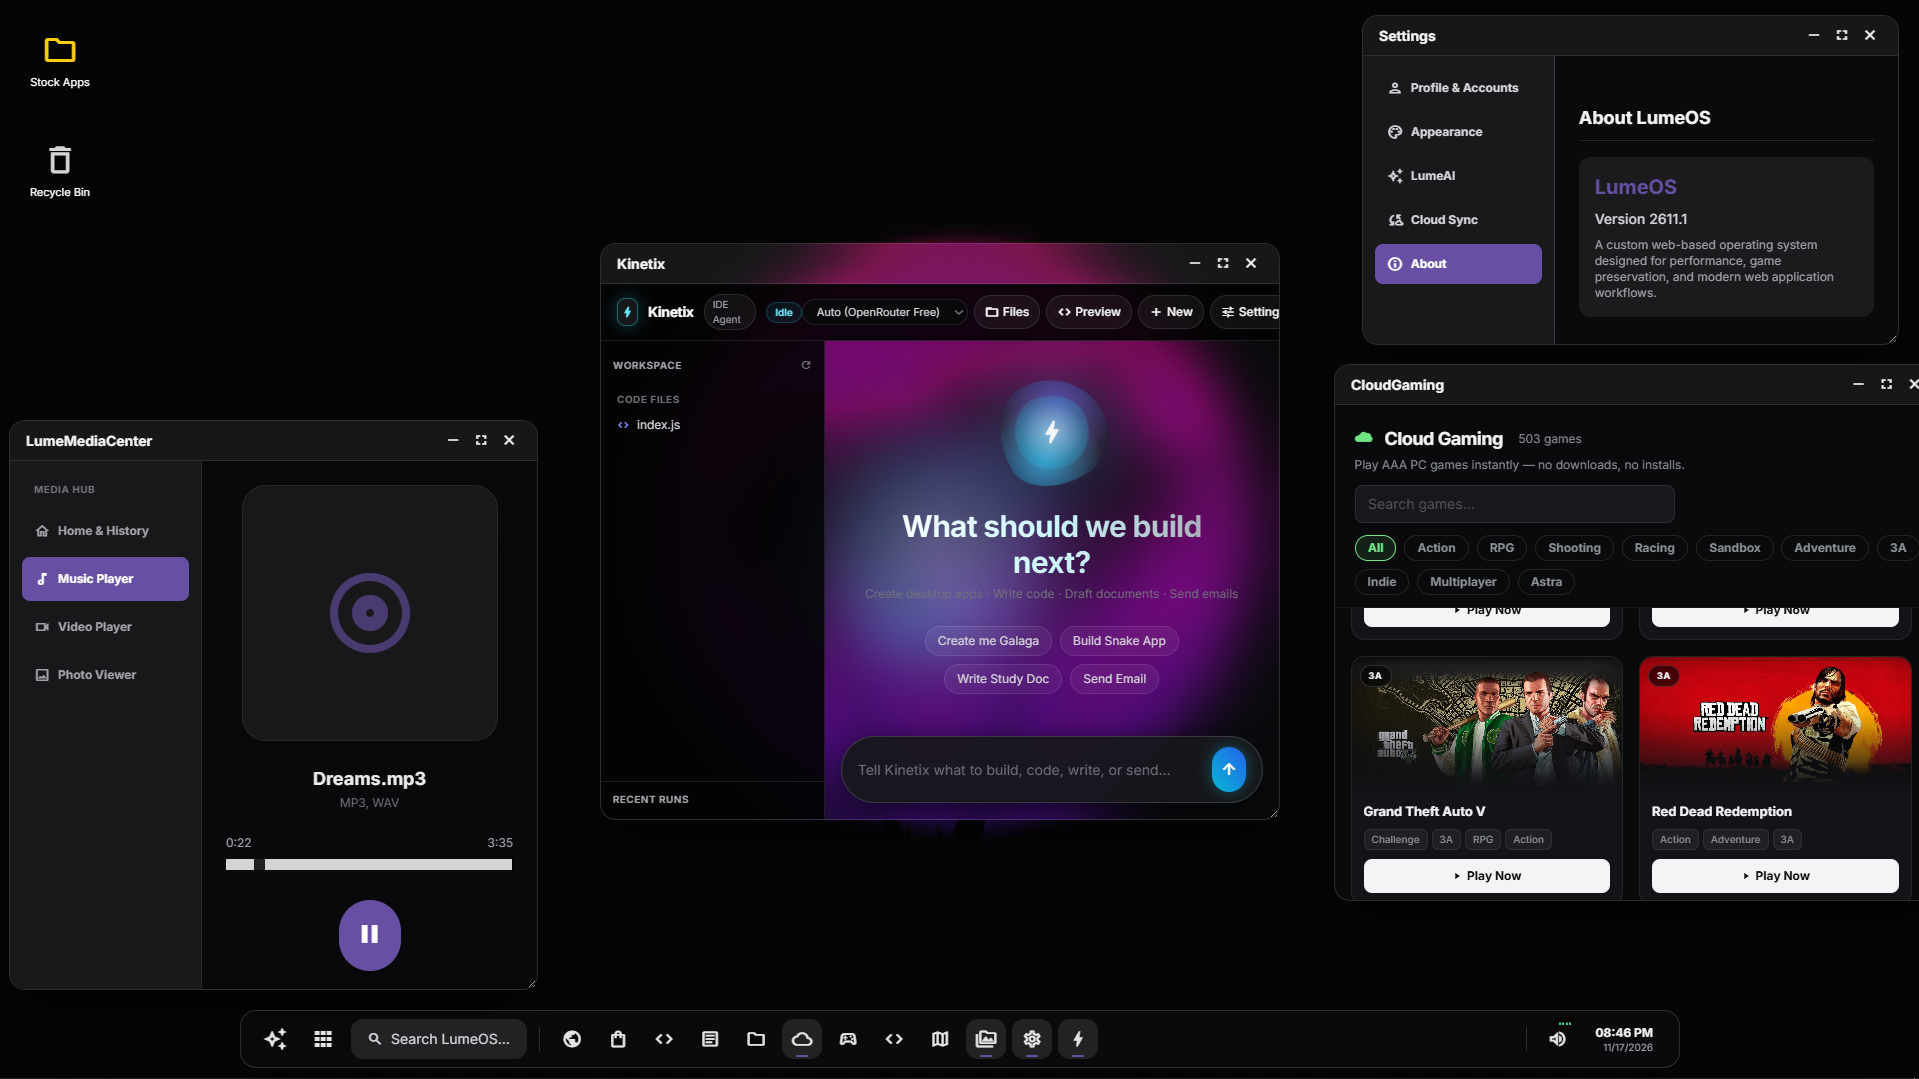 Stock Apps
Recycle Bin
Settings
Profile & Accounts
Appearance
LumeAI
Cloud Sync
About
About LumeOS
LumeOS
Version 2611.1
A custom web-based operating system
designed for performance, game
preservation, and modern web application
workflows.
Kinetix
Kinetix
IDE
Agent
Idle
Auto (OpenRouter Free)
Files
Preview
New
Setting
WORKSPACE
CODE FILES
index.js
RECENT RUNS
What should we build
next?
Create desktop apps · Write code · Draft documents · Send emails
Create me Galaga
Build Snake App
Write Study Doc
Send Email
Tell Kinetix what to build, code, write, or send...
LumeMediaCenter
MEDIA HUB
Home & History
Music Player
Video Player
Photo Viewer
Dreams.mp3
MP3, WAV
0:22
3:35
CloudGaming
Cloud Gaming
503 games
Play AAA PC games instantly — no downloads, no installs.
Search games...
All
Action
RPG
Shooting
Racing
Sandbox
Adventure
3A
Indie
Multiplayer
Astra
Play Now
Play Now
3A
grand
theft
auto
Grand Theft Auto V
Challenge
3A
RPG
Action
Play Now
3A
RED DEAD
REDEMPTION
Red Dead Redemption
Action
Adventure
3A
Play Now
Search LumeOS...
08:46 PM
11/17/2026